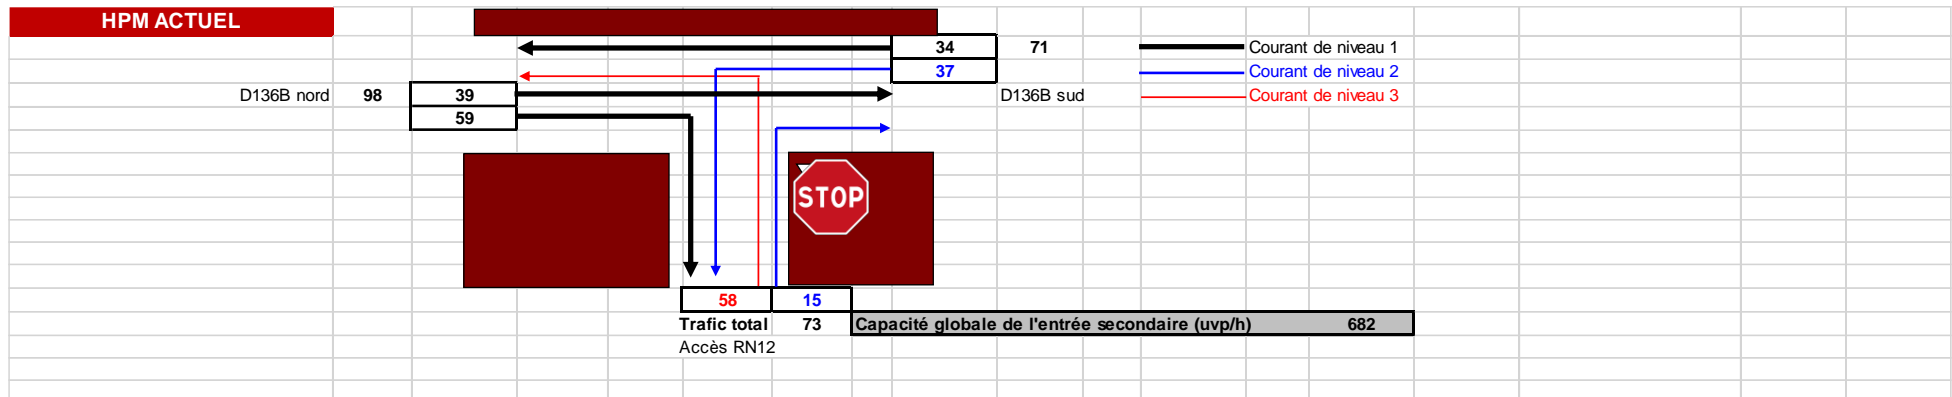 HPM ACTUEL
34 71 Courant de niveau 1
37 Courant de niveau 2
D136B nord 98 39 D136B sud Courant de niveau 3
59
STOP
58 15
Trafic total 73 Capacité globale de l'entrée secondaire (uvp/h) 682
Accès RN12